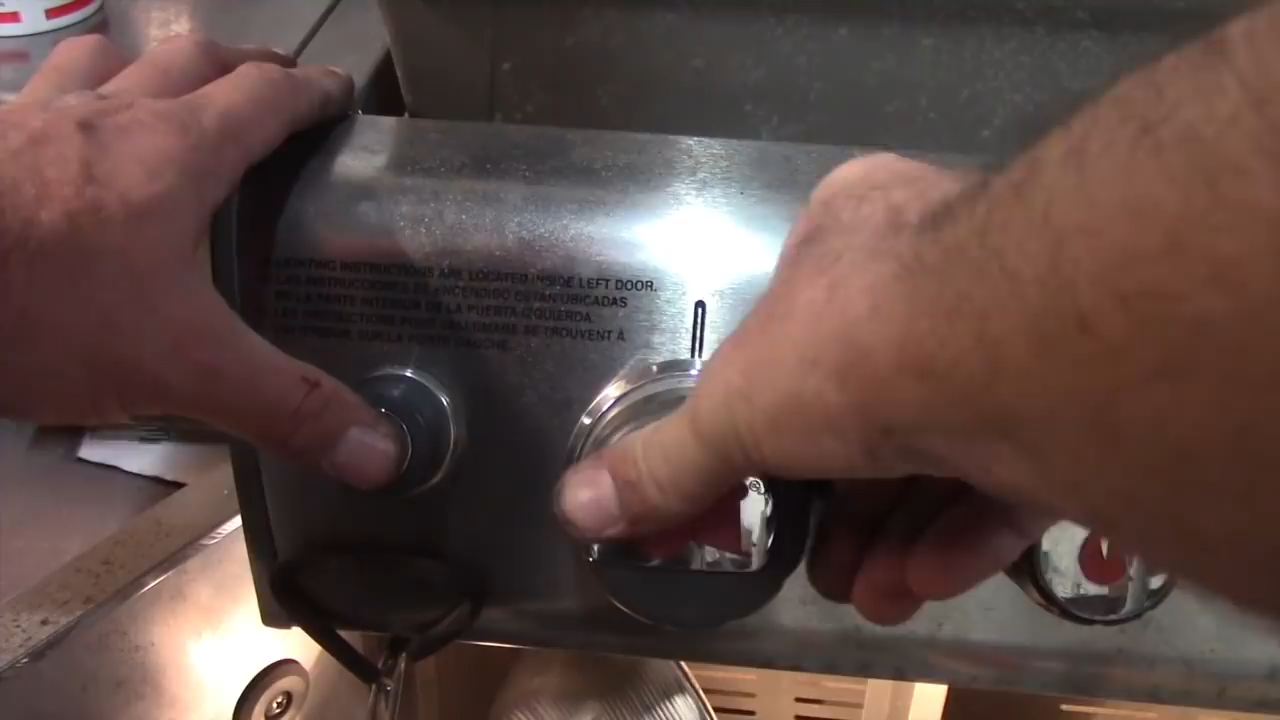 LIGHTING INSTRUCTIONS ARE LOCATED INSIDE LEFT DOOR.
LAS INSTRUCCIONES DE ENCENDIDO ESTAN UBICADAS
EN LA PARTE INTERIOR DE LA PUERTA IZQUIERDA.
LES INSTRUCTIONS POUR L'ALLUMAGE SE TROUVENT À
SUR LA PORTE GAUCHE.